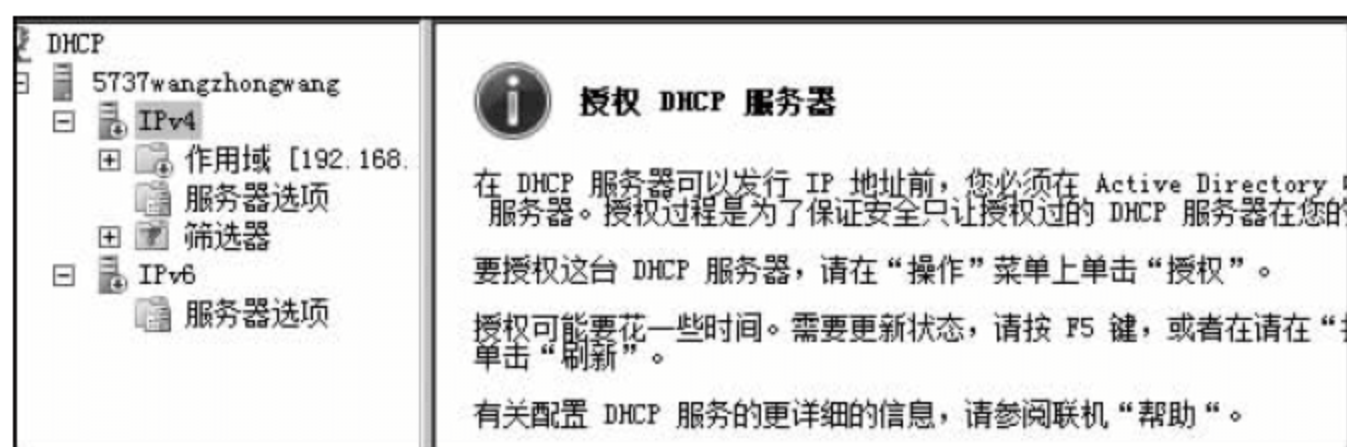 DHCP
5737wangzhongwang
IPv4
作用域 [192.168.
服务器选项
筛选器
IPv6
服务器选项
授权 DHCP 服务器
在 DHCP 服务器可以发行 IP 地址前，您必须在 Active Directory
服务器。授权过程是为了保证安全只让授权过的 DHCP 服务器在您的
要授权这台 DHCP 服务器，请在“操作”菜单上单击“授权”。
授权可能要花一些时间。需要更新状态，请按 F5 键，或者在请在“
单击“刷新”。
有关配置 DHCP 服务的更详细的信息，请参阅联机“帮助“。